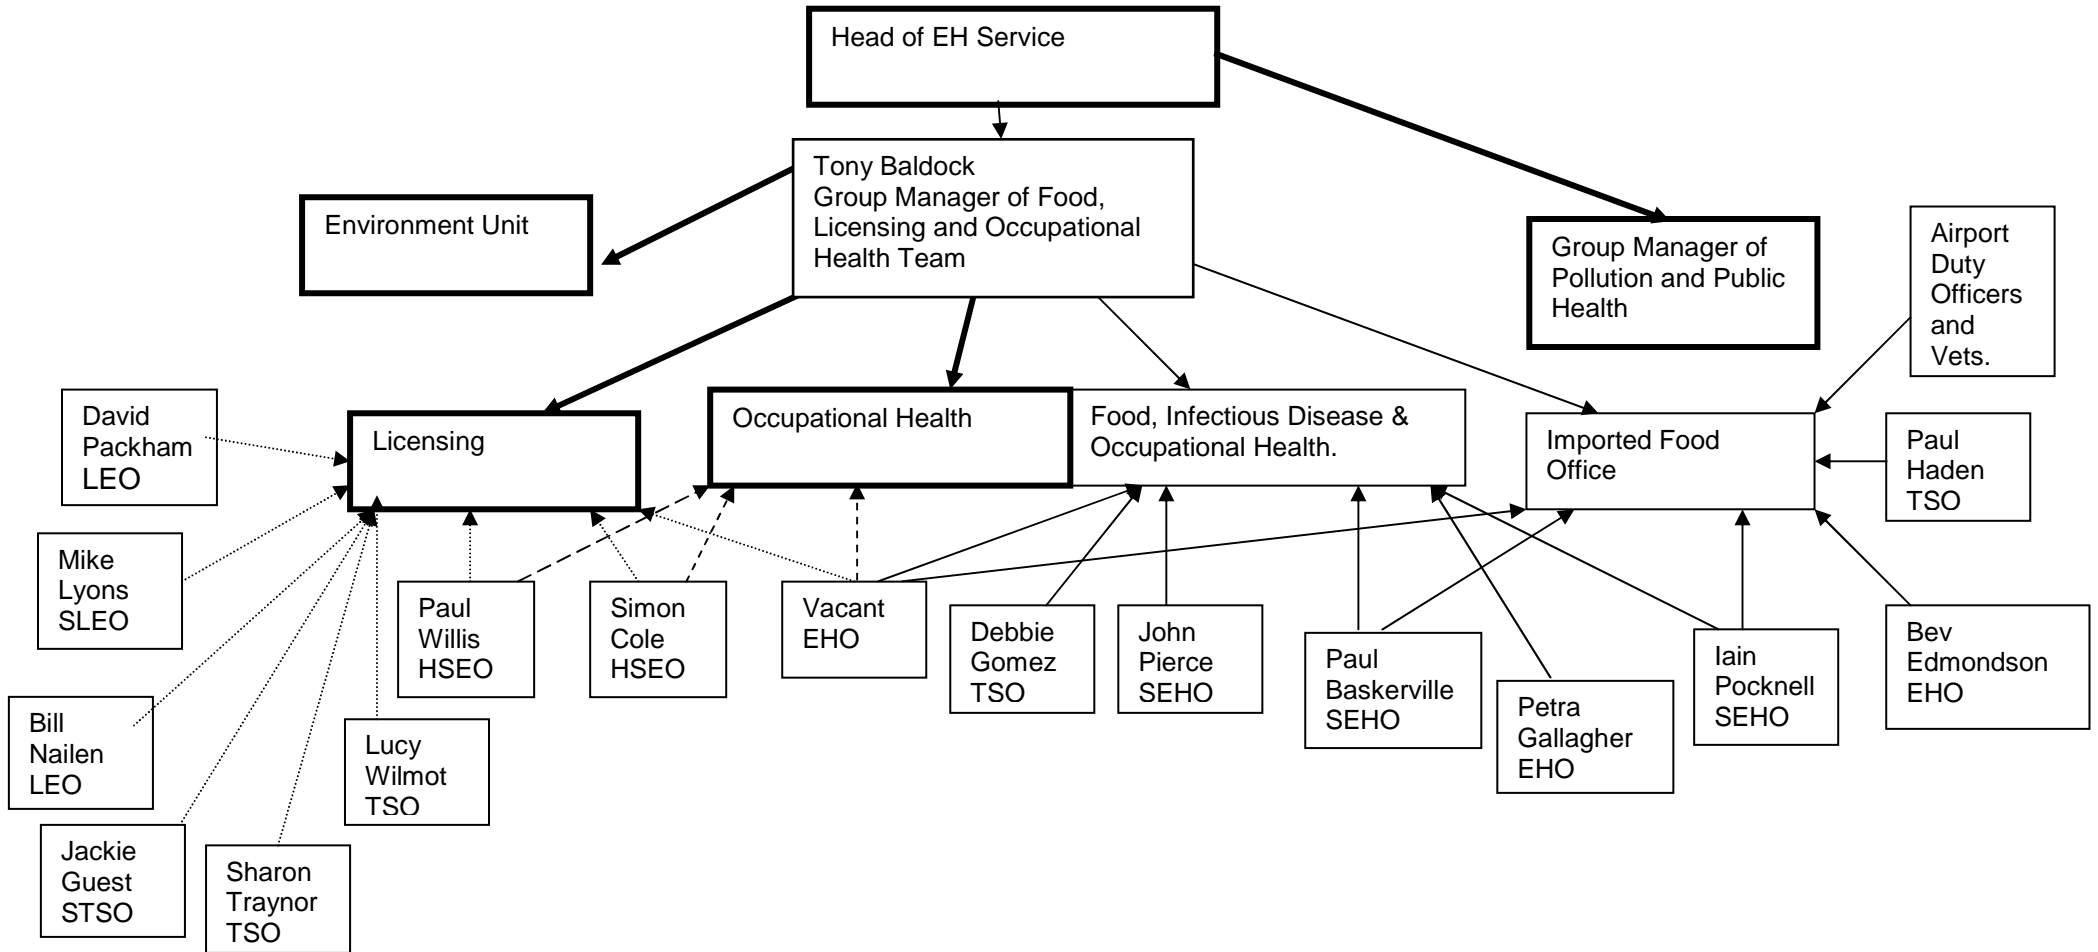 Head of EH Service
Tony Baldock
Group Manager of Food,
Licensing and Occupational
Health Team
Environment Unit
Group Manager of
Pollution and Public
Health
Airport
Duty
Officers
and
Vets.
David
Packham
LEO
Licensing
Occupational Health
Food, Infectious Disease &
Occupational Health.
Imported Food
Office
Paul
Haden
TSO
Mike
Lyons
SLEO
Paul
Willis
HSEO
Simon
Cole
HSEO
Vacant
EHO
Debbie
Gomez
TSO
John
Pierce
SEHO
Paul
Baskerville
SEHO
Petra
Gallagher
EHO
Iain
Pocknell
SEHO
Bev
Edmondson
EHO
Bill
Nailen
LEO
Lucy
Wilmot
TSO
Jackie
Guest
STSO
Sharon
Traynor
TSO